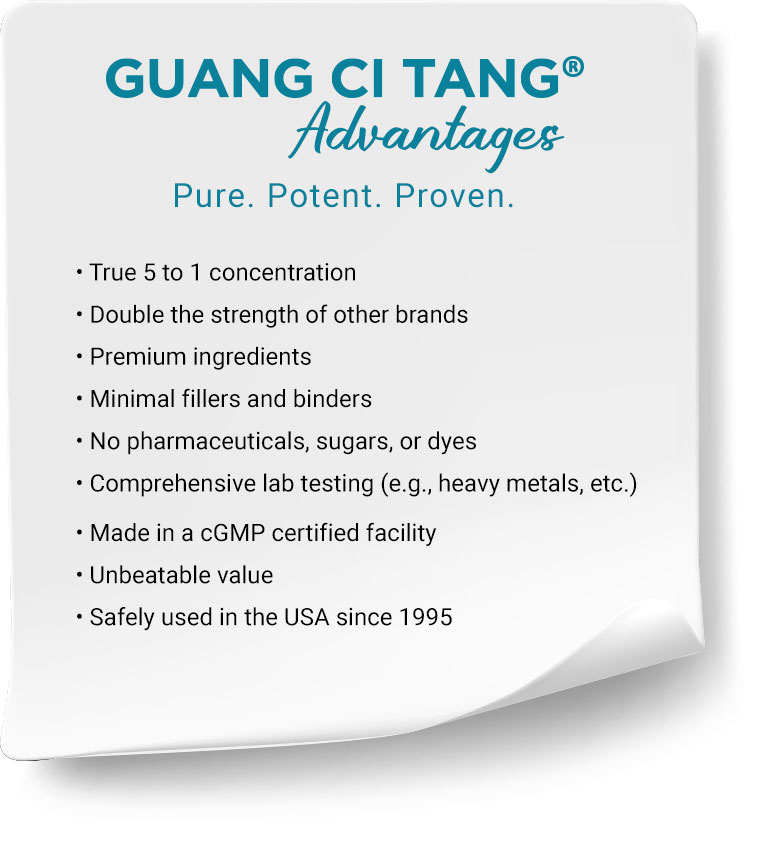 GUANG CI TANG®
Advantages
Pure. Potent. Proven.
• True 5 to 1 concentration
• Double the strength of other brands
• Premium ingredients
• Minimal fillers and binders
• No pharmaceuticals, sugars, or dyes
• Comprehensive lab testing (e.g., heavy metals, etc.)
• Made in a cGMP certified facility
• Unbeatable value
• Safely used in the USA since 1995